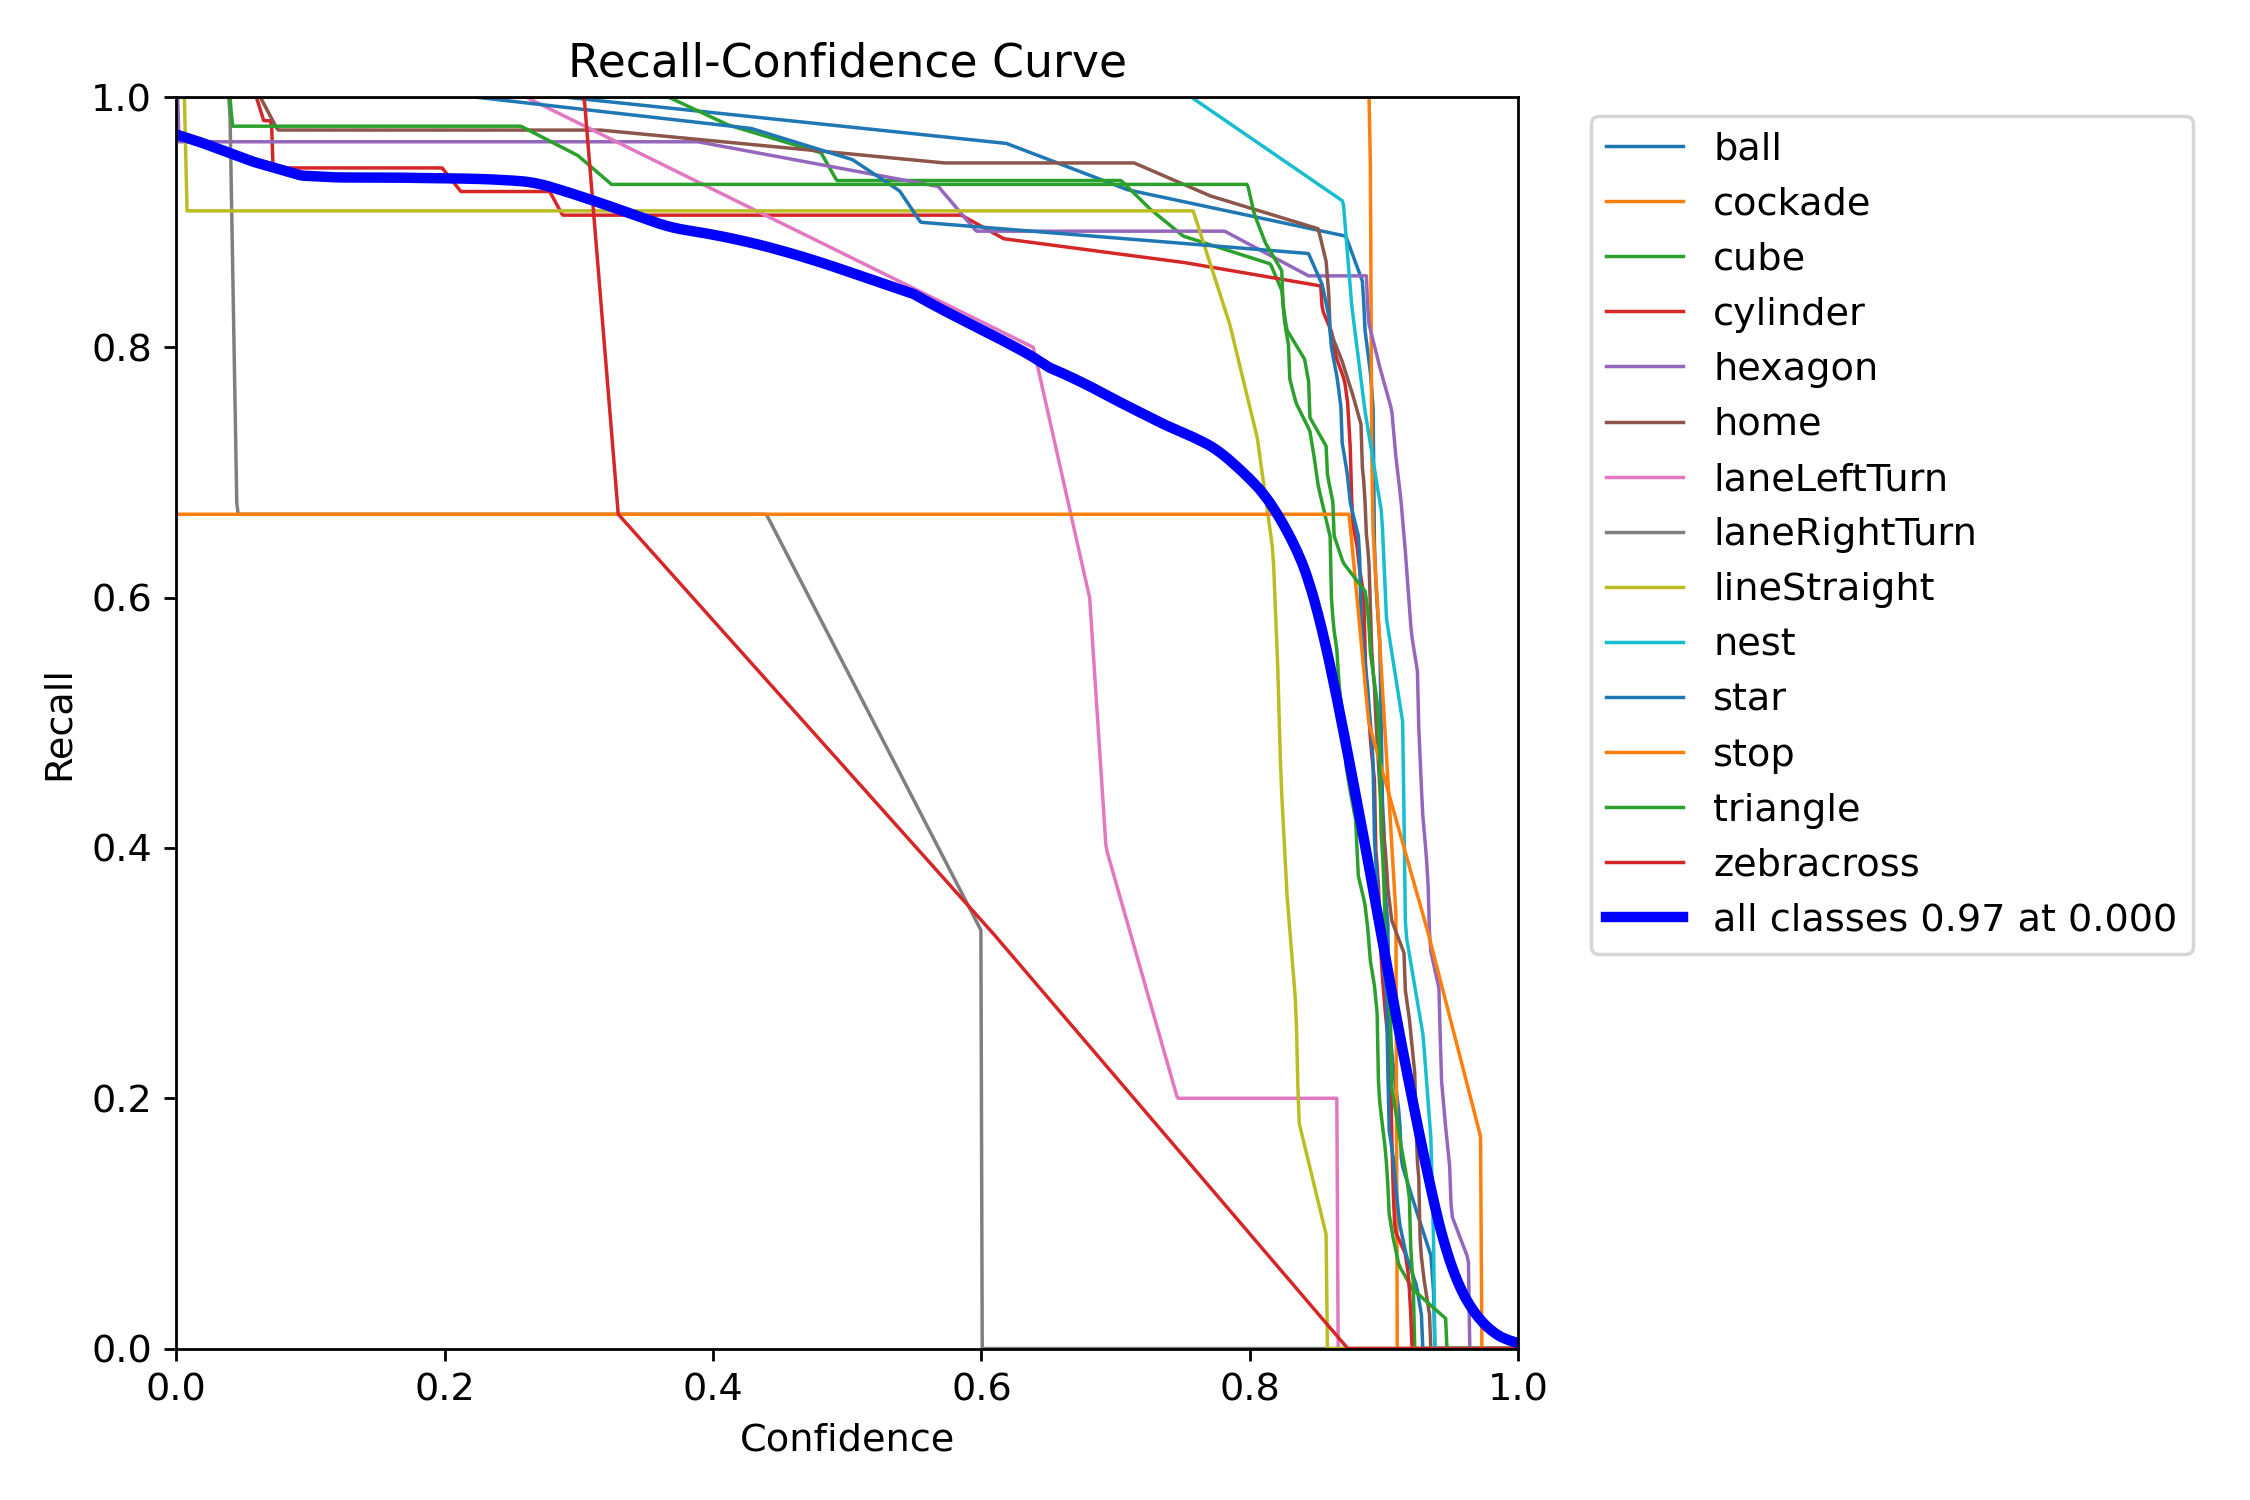 Recall-Confidence Curve
1.0
0.8
0.6
0.4
0.2
0.0
Recall
0.0 0.2 0.4 0.6 0.8 1.0
Confidence
ball
cockade
cube
cylinder
hexagon
home
laneLeftTurn
laneRightTurn
lineStraight
nest
star
stop
triangle
zebracross
all classes 0.97 at 0.000